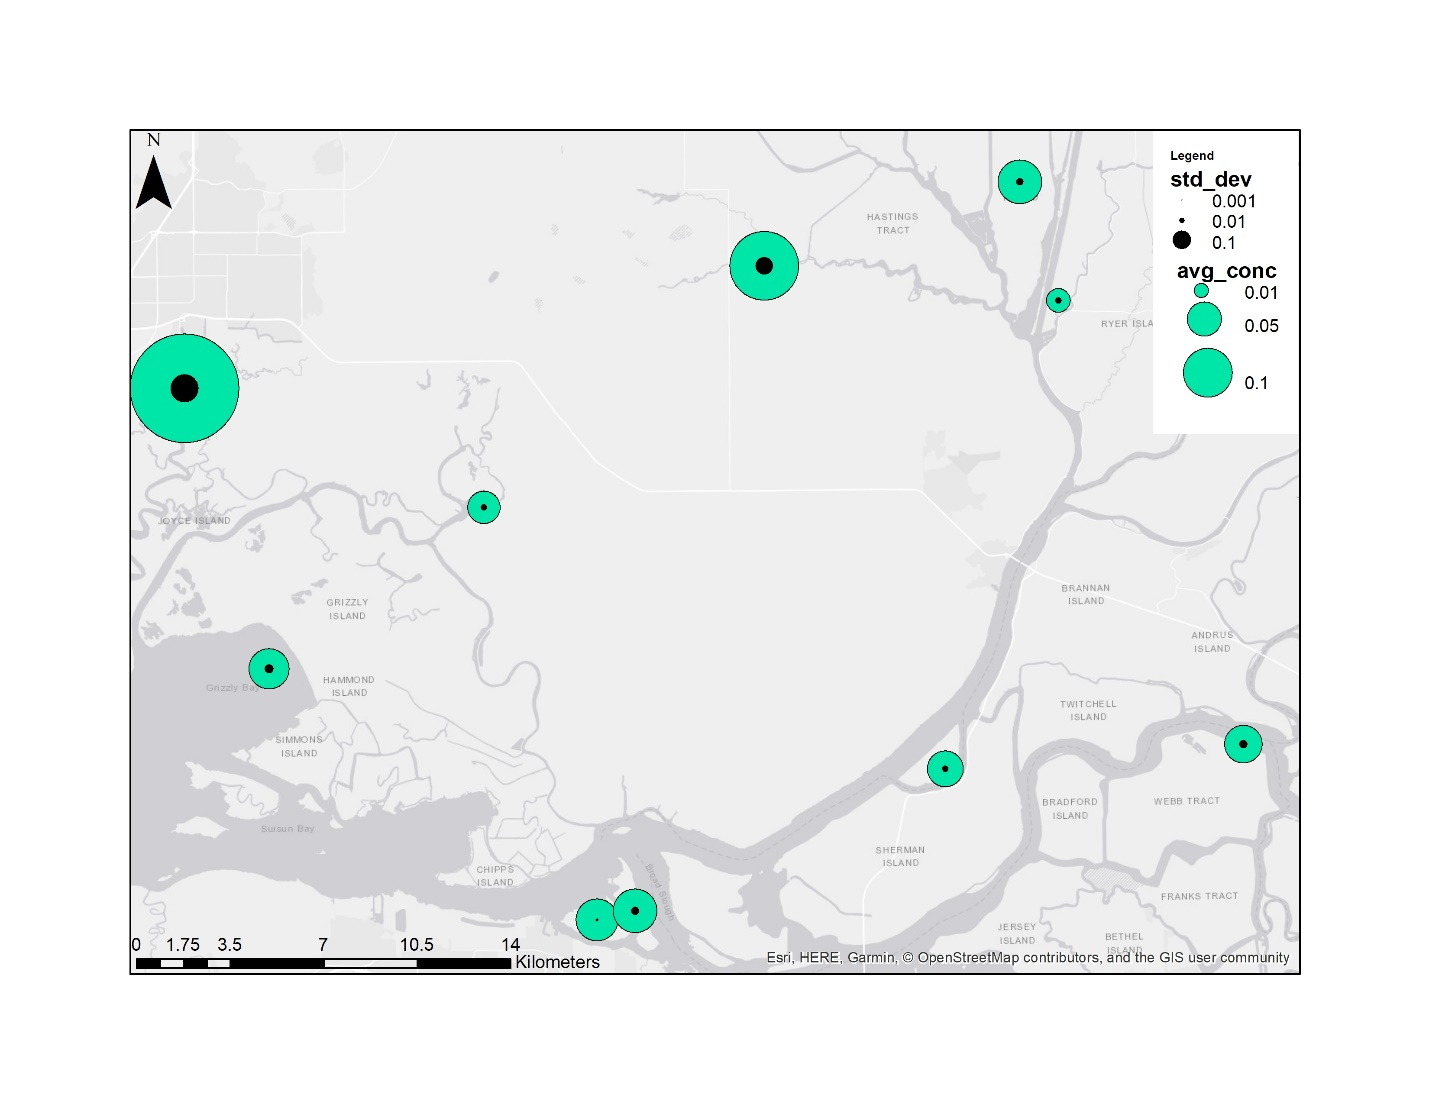 N
Legend
std_dev
0.001
0.01
0.1
avg_conc
0.01
0.05
0.1
HASTINGS
TRACT
RYER ISLA
JOYCE ISLAND
GRIZZLY
ISLAND
BRANNAN
ISLAND
ANDRUS
ISLAND
Grizzly Bay
HAMMOND
ISLAND
TWITCHELL
ISLAND
SIMMONS
ISLAND
BRADFORD
ISLAND
WEBB TRACT
Suisun Bay
SHERMAN
ISLAND
CHIPPS
ISLAND
Broad Slough
FRANKS TRACT
JERSEY
ISLAND
BETHEL
ISLAND
0 1.75 3.5 7 10.5 14
Kilometers
Esri, HERE, Garmin, © OpenStreetMap contributors, and the GIS user community